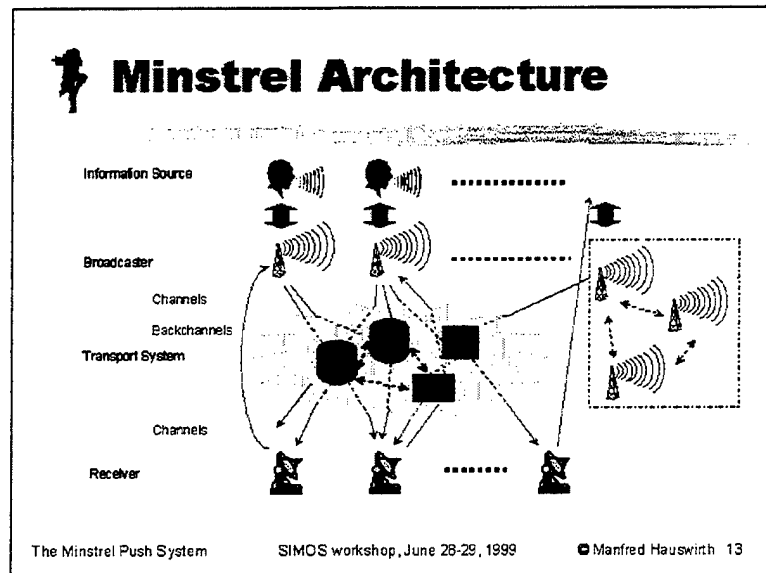 Minstrel Architecture
Information Source
Broadcaster
Channels
Backchannels
Transport System
Channels
Receiver
The Minstrel Push System SIMOS workshop, June 28-29, 1999 © Manfred Hauswirth 13